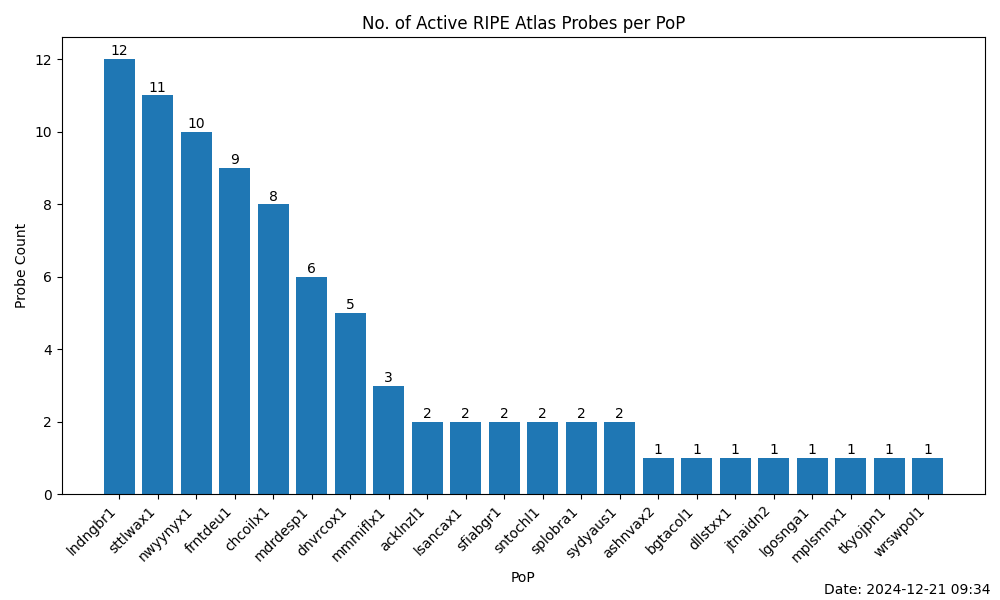 No. of Active RIPE Atlas Probes per PoP
Probe Count
12
10
8
6
4
2
0
12
11
10
9
8
6
5
3
2
2
2
2
2
2
1
1
1
1
1
1
1
1
lndngbr1
sttlwax1
nwyynyx1
frntdeu1
chcoilx1
mdrdesp1
dnvrcox1
mmmiflx1
acklnzl1
lsancax1
sfiabgr1
sntochl1
splobra1
sydyaus1
ashnvax2
bgtacol1
dllstxx1
jtnaidn2
lgosnga1
mplsmnx1
tkyojpn1
wrswpol1
PoP
Date: 2024-12-21 09:34